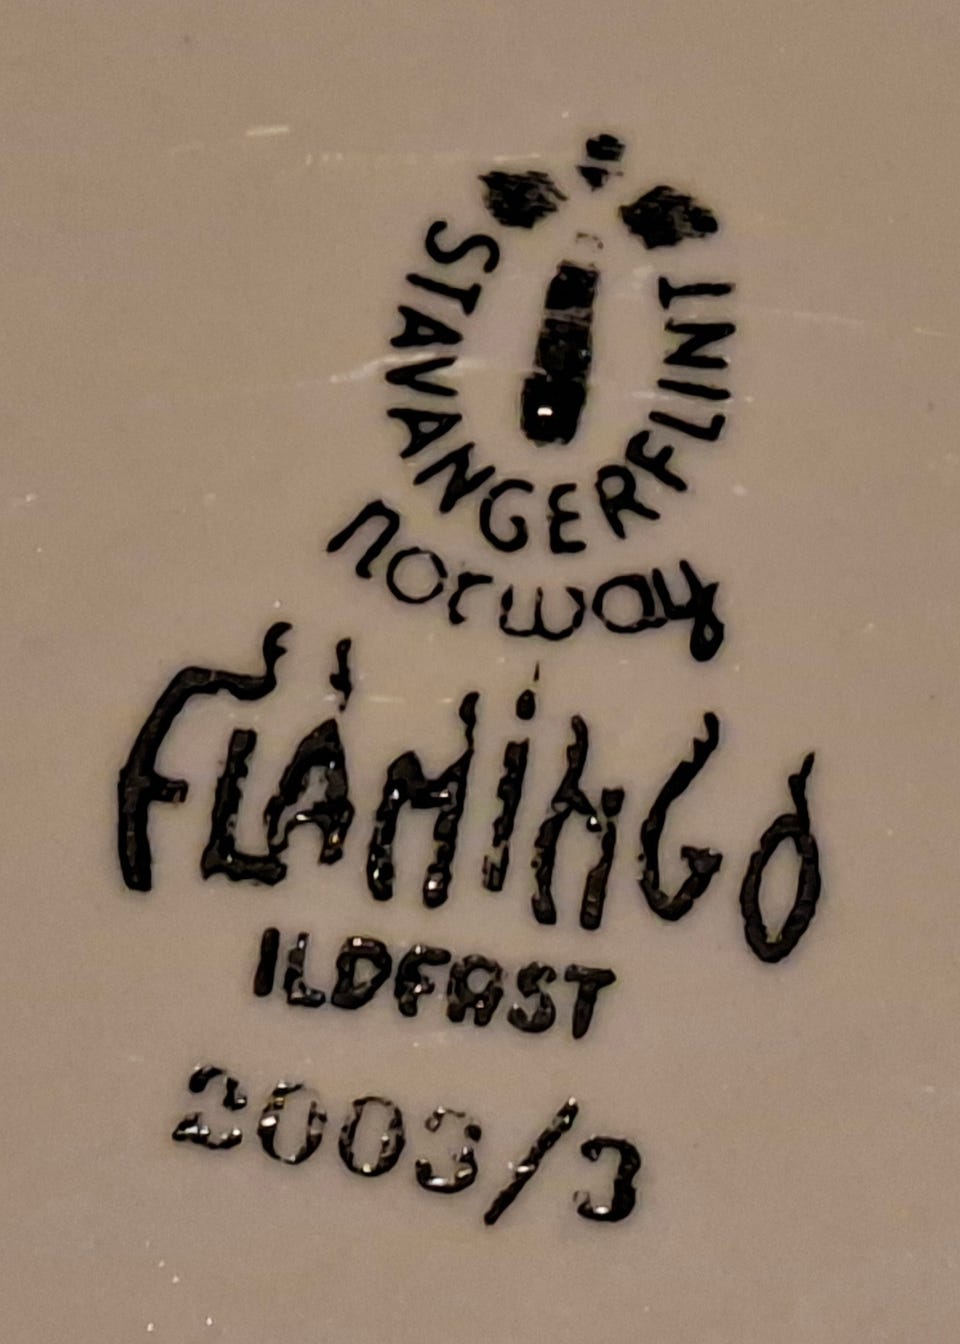 STAVANGERFLINT
norway
FLAMINGO
ILDFAST
2003/3